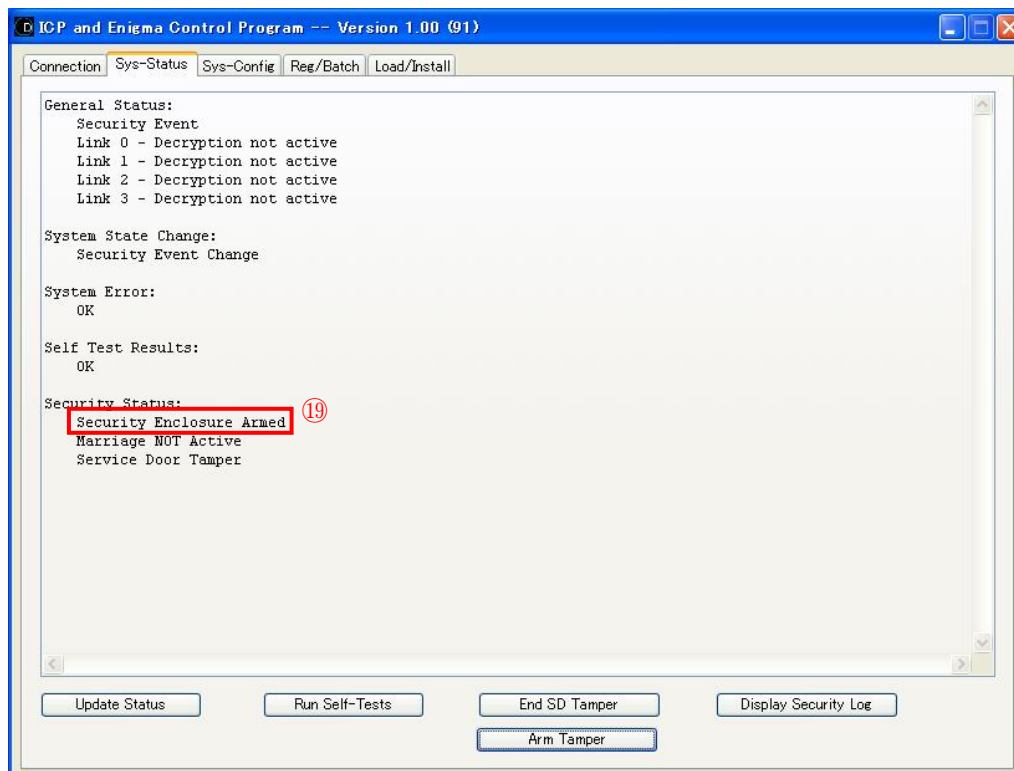 ICP and Enigma Control Program -- Version 1.00 (91)
Connection Sys-Status Sys-Config Reg/Batch Load/Install
General Status:
Security Event
Link 0 - Decryption not active
Link 1 - Decryption not active
Link 2 - Decryption not active
Link 3 - Decryption not active
System State Change:
Security Event Change
System Error:
OK
Self Test Results:
OK
Security Status:
Security Enclosure Armed ⑲
Marriage NOT Active
Service Door Tamper
Update Status Run Self-Tests End SD Tamper Display Security Log
Arm Tamper